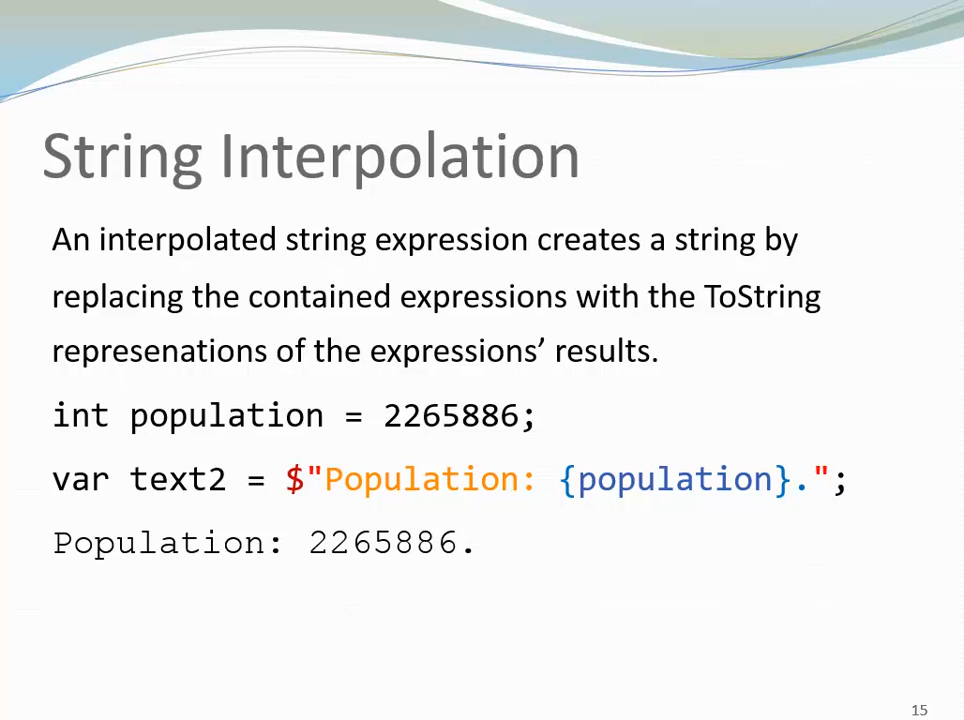 String Interpolation
An interpolated string expression creates a string by
replacing the contained expressions with the ToString
represenations of the expressions’ results.
int population = 2265886;
var text2 = $"Population: {population}.";
Population: 2265886.
15